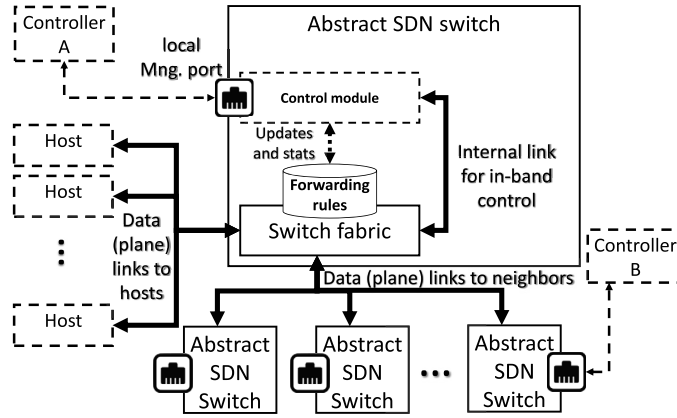 Controller
A
Abstract SDN switch
local
Mng. port
Control module
Host
Updates
and stats
Internal link
for in-band
control
Host
Forwarding
rules
Data
(plane)
links to
hosts
Switch fabric
Controller
B
Data (plane) links to neighbors
Host
Abstract
SDN
Switch
Abstract
SDN
Switch
Abstract
SDN
Switch